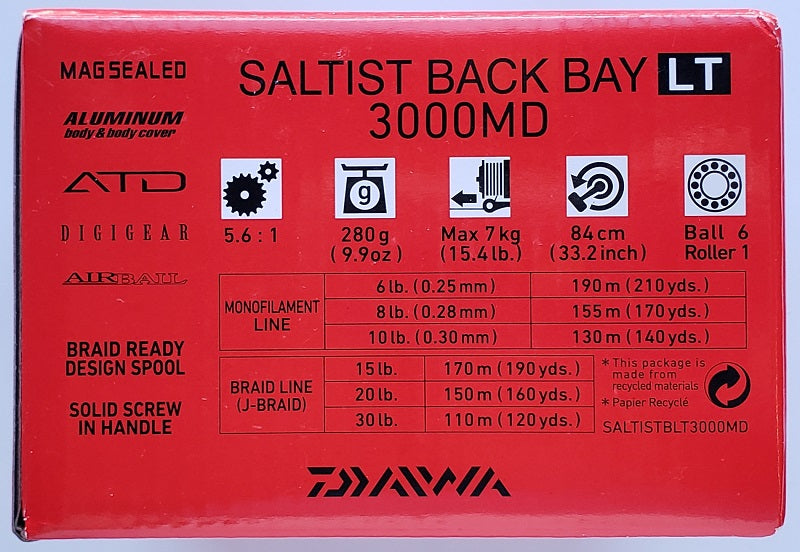 MAGSEALED
ALUMINUM
body & body cover
ATD
DIGIGEAR
AIRBAIL
BRAID READY
DESIGN SPOOL
SOLID SCREW
IN HANDLE
SALTIST BACK BAY LT
3000MD
5.6 : 1
g
280g
(9.9oz)
Max 7kg
(15.4lb.)
84cm
(33.2inch)
Ball 6
Roller 1
MONOFILAMENT
LINE
6lb. (0.25mm) 190m (210yds.)
8lb. (0.28mm) 155m (170yds.)
10lb. (0.30mm) 130m (140yds.)
BRAID LINE
(J-BRAID)
15lb. 170m (190yds.)
20lb. 150m (160yds.)
30lb. 110m (120yds.)
* This package is
made from
recycled materials
* Papier Recyclé
SALTISTBLT3000MD
DAIWA